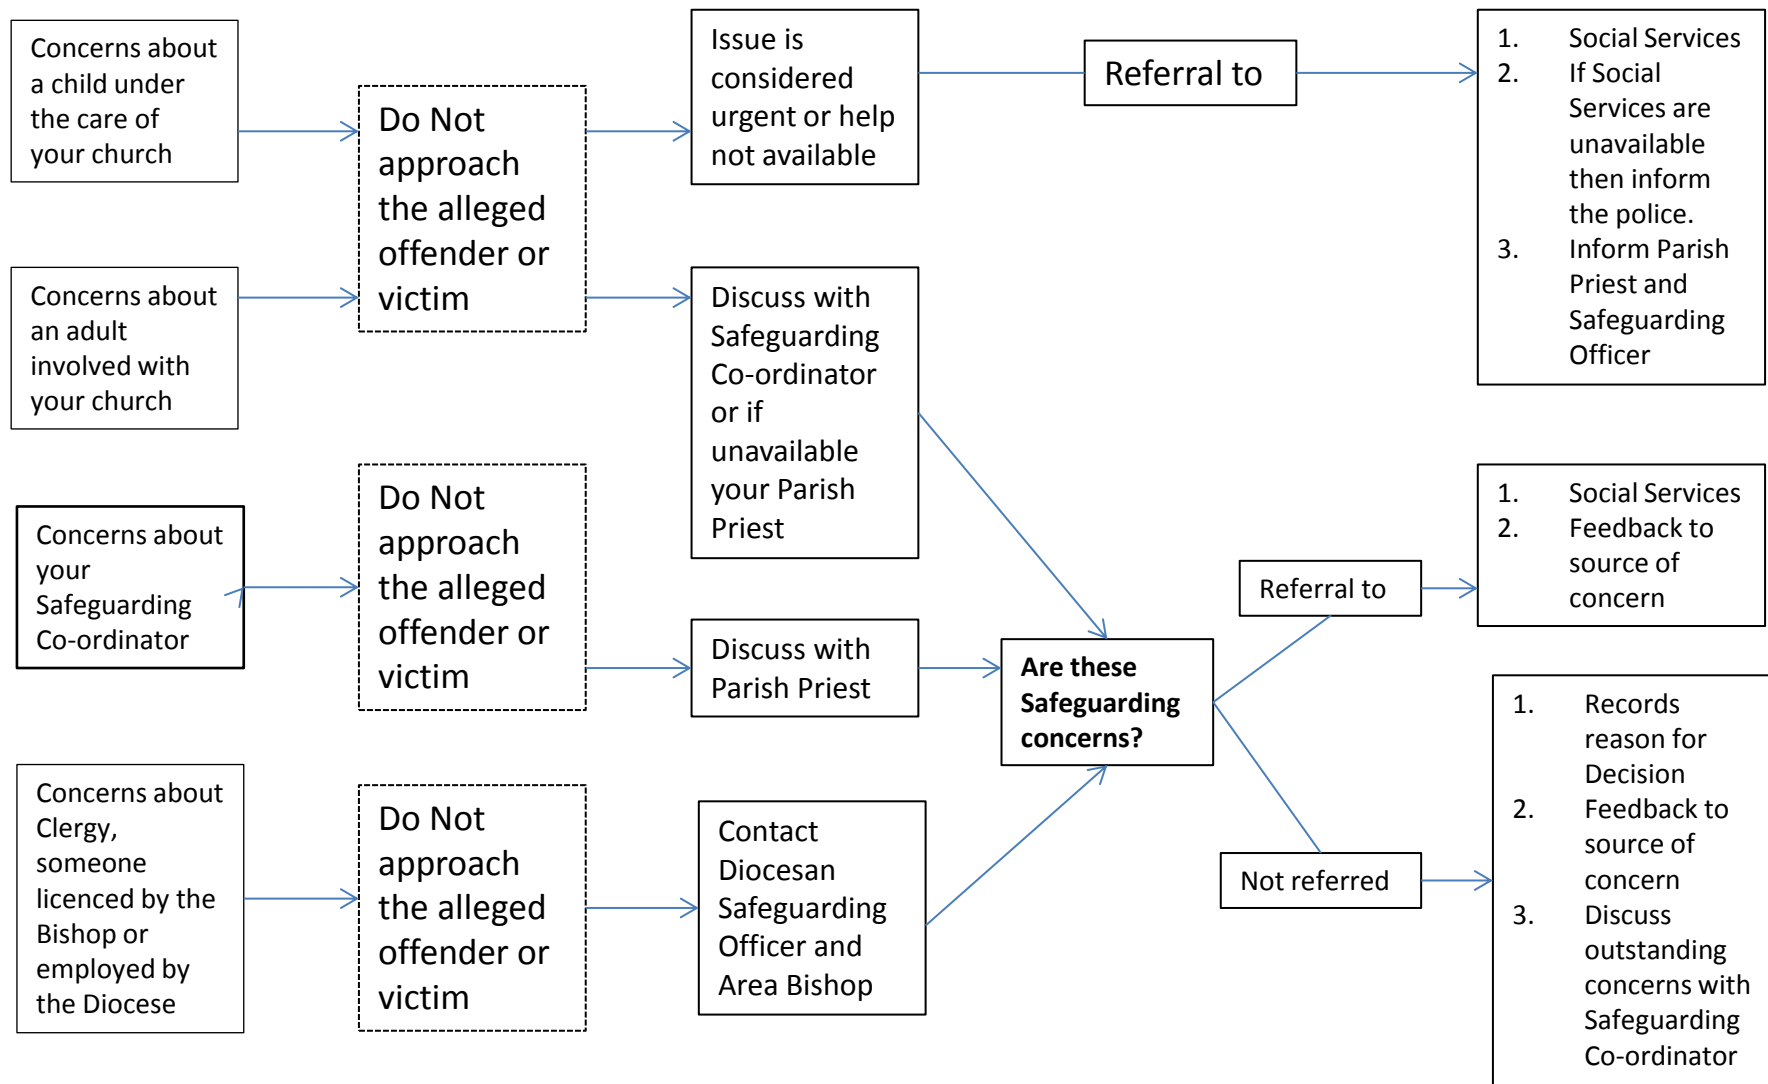 Concerns about
a child under
the care of
your church
Concerns about
an adult
involved with
your church
Do Not
approach
the alleged
offender or
victim
Issue is
considered
urgent or help
not available
Referral to
1. Social Services
2. If Social
Services are
unavailable
then inform
the police.
3. Inform Parish
Priest and
Safeguarding
Officer
Discuss with
Safeguarding
Co-ordinator
or if
unavailable
your Parish
Priest
Concerns about
your
Safeguarding
Co-ordinator
Do Not
approach
the alleged
offender or
victim
Discuss with
Parish Priest
Concerns about
Clergy,
someone
licenced by the
Bishop or
employed by
the Diocese
Do Not
approach
the alleged
offender or
victim
Contact
Diocesan
Safeguarding
Officer and
Area Bishop
Are these
Safeguarding
concerns?
Referral to
1. Social Services
2. Feedback to
source of
concern
Not referred
1. Records
reason for
Decision
2. Feedback to
source of
concern
3. Discuss
outstanding
concerns with
Safeguarding
Co-ordinator